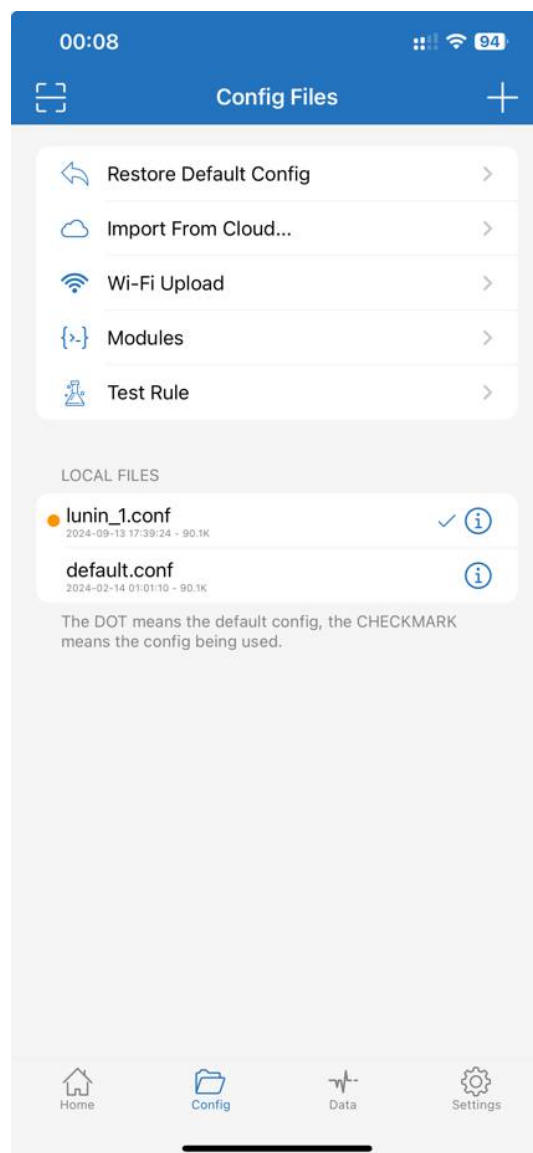 00:08
94
Config Files
Restore Default Config
Import From Cloud...
Wi-Fi Upload
Modules
Test Rule
LOCAL FILES
lunin_1.conf
2024-09-13 17:39:24 - 90.1K
default.conf
2024-02-14 01:01:10 - 90.1K
The DOT means the default config, the CHECKMARK
means the config being used.
Home
Config
Data
Settings